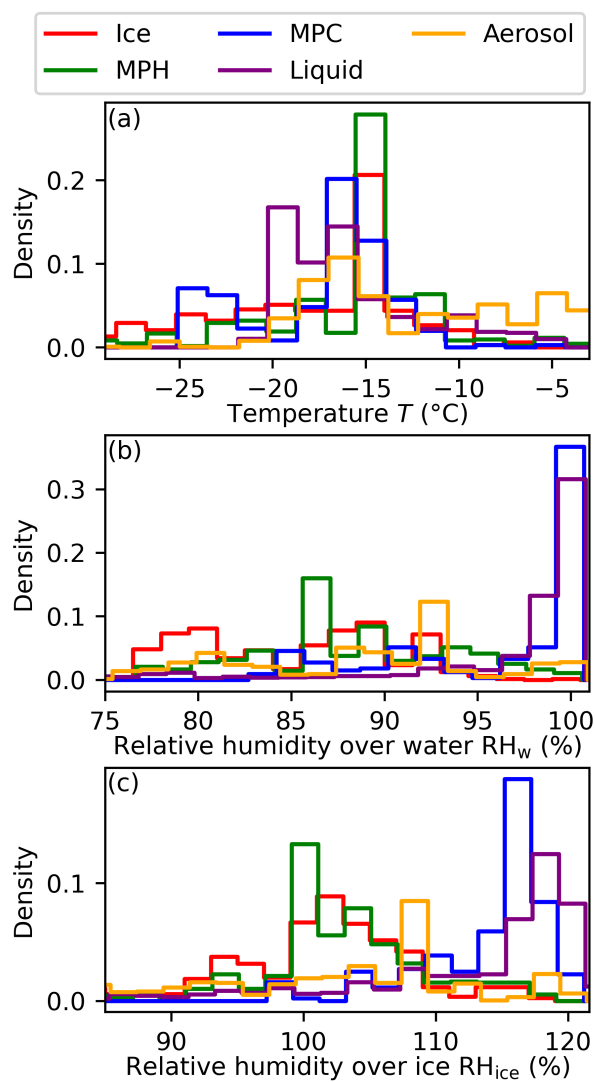 Ice MPC Aerosol
MPH Liquid
(a)
0.2
0.1
0.0
Density
−25 −20 −15 −10 −5
Temperature T (°C)
(b)
0.3
0.2
0.1
0.0
Density
75 80 85 90 95 100
Relative humidity over water RHw (%)
(c)
0.1
0.0
Density
90 100 110 120
Relative humidity over ice RHice (%)